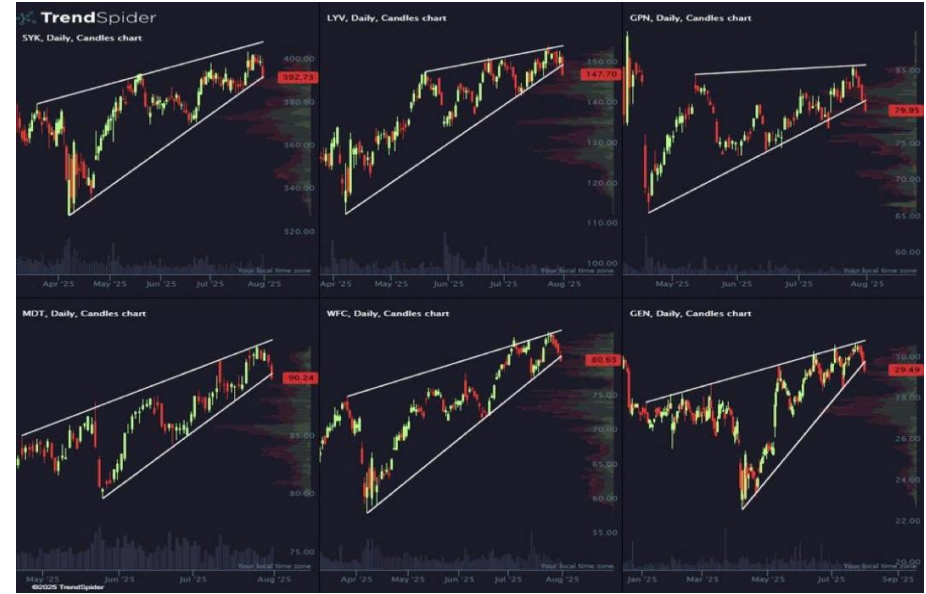 TrendSpider
SYK, Daily, Candles chart
400.00
392.73
380.00
360.00
340.00
320.00
Your local time zone
Apr '25 May '25 Jun '25 Jul '25 Aug '25
LYV, Daily, Candles chart
150.00
147.70
140.00
130.00
120.00
110.00
100.00
Your local time zone
Apr '25 May '25 Jun '25 Jul '25 Aug '25
GPN, Daily, Candles chart
85.00
79.95
75.00
70.00
65.00
60.00
Your local time zone
May '25 Jun '25 Jul '25 Aug '25
MDT, Daily, Candles chart
90.24
85.00
80.00
75.00
Your local time zone
May '25 Jun '25 Jul '25 Aug '25
©2025 TrendSpider
WFC, Daily, Candles chart
80.63
75.00
70.00
65.00
60.00
55.00
Your local time zone
Apr '25 May '25 Jun '25 Jul '25 Aug '25
GEN, Daily, Candles chart
30.00
29.49
28.00
26.00
24.00
22.00
20.00
Your local time zone
Jan '25 Mar '25 May '25 Jul '25 Sep '25